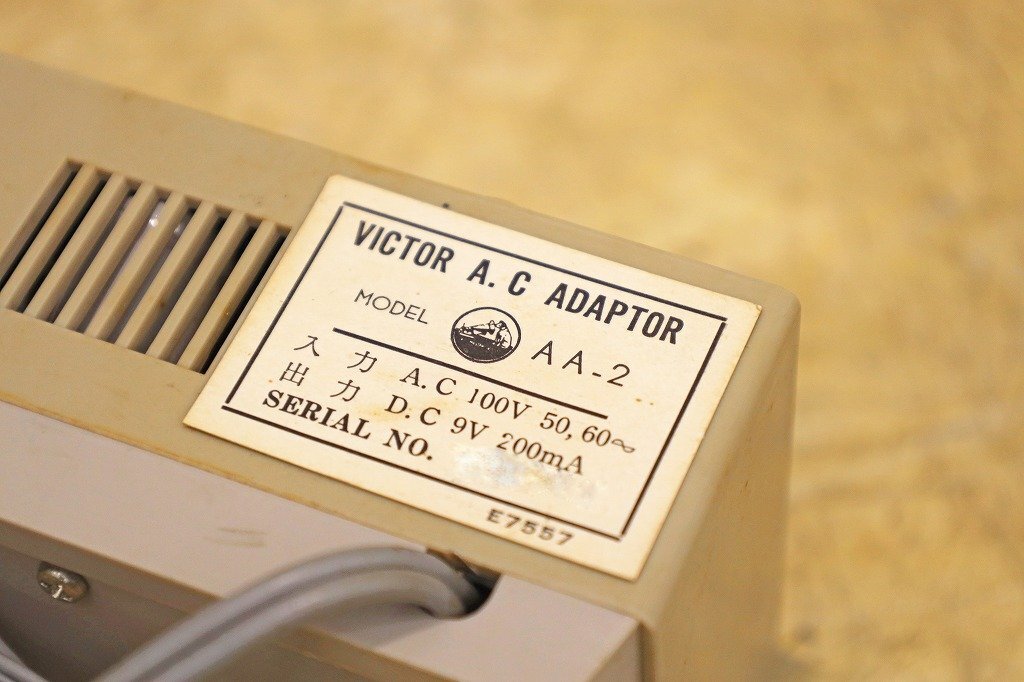 VICTOR A.C ADAPTOR
MODEL AA-2
入力 A.C 100V 50,60~
出力 D.C 9V 200mA
SERIAL NO.
E7557